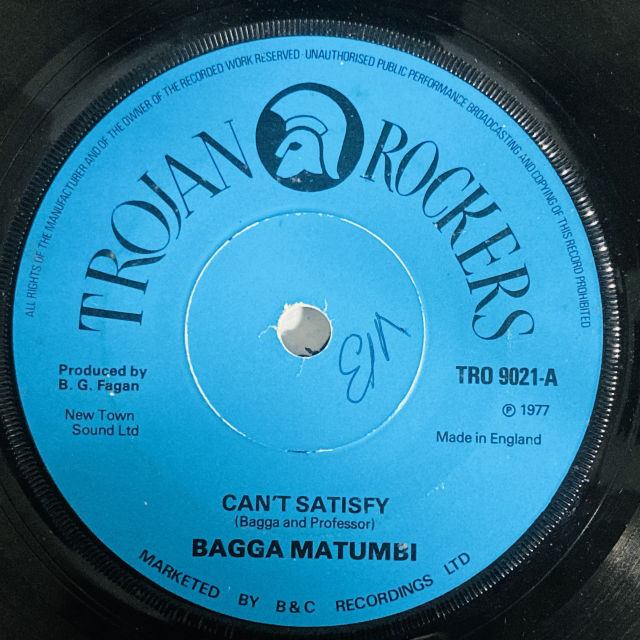 ALL RIGHTS OF THE MANUFACTURER AND OF THE OWNER OF THE RECORDED WORK RESERVED · UNAUTHORISED PUBLIC PERFORMANCE BROADCASTING AND COPYING OF THIS RECORD PROHIBITED
TROJAN ROCKERS
Produced by
B. G. Fagan
New Town
Sound Ltd
TRO 9021-A
℗ 1977
Made in England
CAN'T SATISFY
(Bagga and Professor)
BAGGA MATUMBI
MARKETED BY B&C RECORDINGS LTD